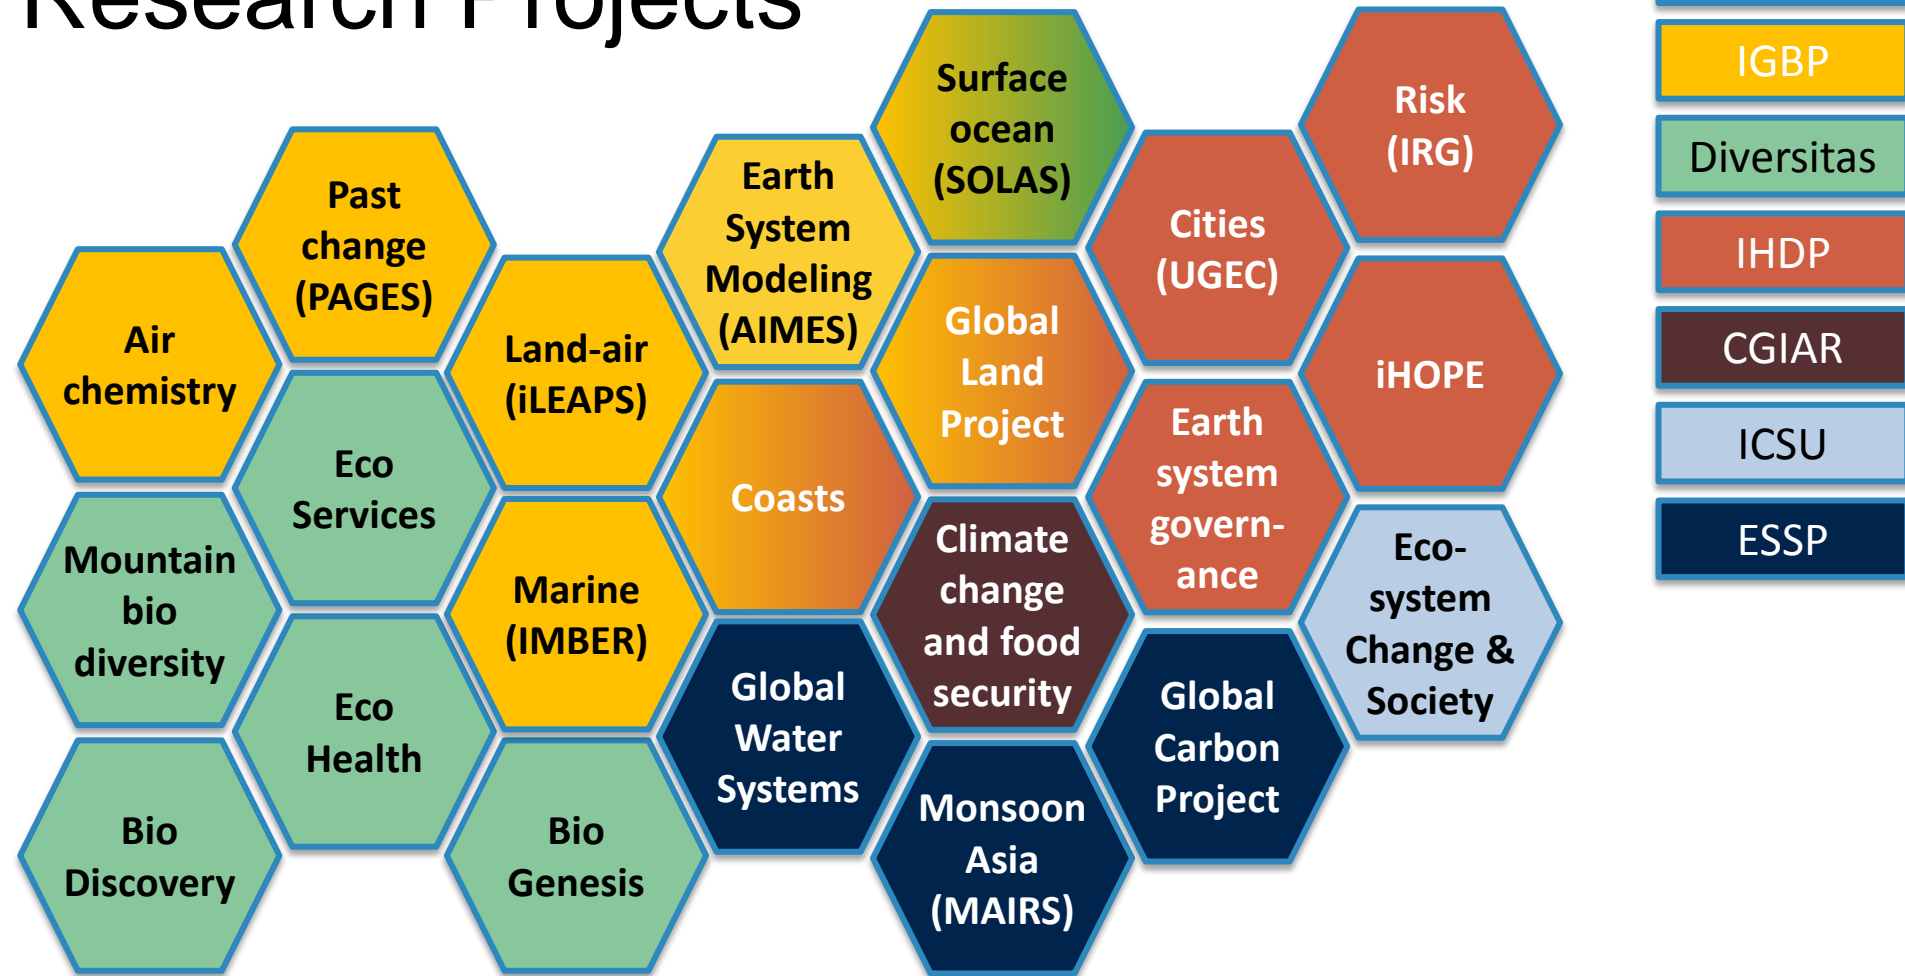 Research Projects
Surface
ocean
(SOLAS)
Risk
(IRG)
Past
change
(PAGES)
Earth
System
Modeling
(AIMES)
Cities
(UGEC)
Air
chemistry
Land-air
(iLEAPS)
Global
Land
Project
iHOPE
Eco
Services
Coasts
Earth
system
govern-
ance
Mountain
bio
diversity
Marine
(IMBER)
Climate
change
and food
security
Eco-
system
Change &
Society
Eco
Health
Global
Water
Systems
Global
Carbon
Project
Bio
Discovery
Bio
Genesis
Monsoon
Asia
(MAIRS)
IGBP
Diversitas
IHDP
CGIAR
ICSU
ESSP